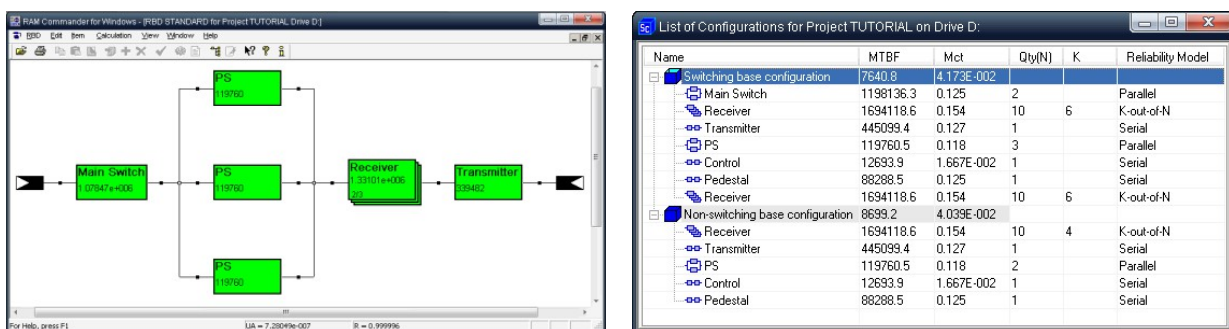 RAM Commander for Windows - [RBD STANDARD for Project TUTORIAL Drive D:]
RBD Edit Item Calculation View Window Help
PS
119760
Main Switch
1.07847e+006
PS
119760
Receiver
1.33101e+006
2/3
Transmitter
339482
PS
119760
For Help, press F1 UA = 7.28049e-007 R = 0.999996
Sc List of Configurations for Project TUTORIAL on Drive D:
Name MTBF Mct Qty(N) K Reliability Model
Switching base configuration 7640.8 4.173E-002
Main Switch 1198136.3 0.125 2 Parallel
Receiver 1694118.6 0.154 10 6 K-out-of-N
Transmitter 445099.4 0.127 1 Serial
PS 119760.5 0.118 3 Parallel
Control 12693.9 1.667E-002 1 Serial
Pedestal 88288.5 0.125 1 Serial
Receiver 1694118.6 0.154 10 6 K-out-of-N
Non-switching base configuration 8699.2 4.039E-002
Receiver 1694118.6 0.154 10 4 K-out-of-N
Transmitter 445099.4 0.127 1 Serial
PS 119760.5 0.118 2 Parallel
Control 12693.9 1.667E-002 1 Serial
Pedestal 88288.5 0.125 1 Serial